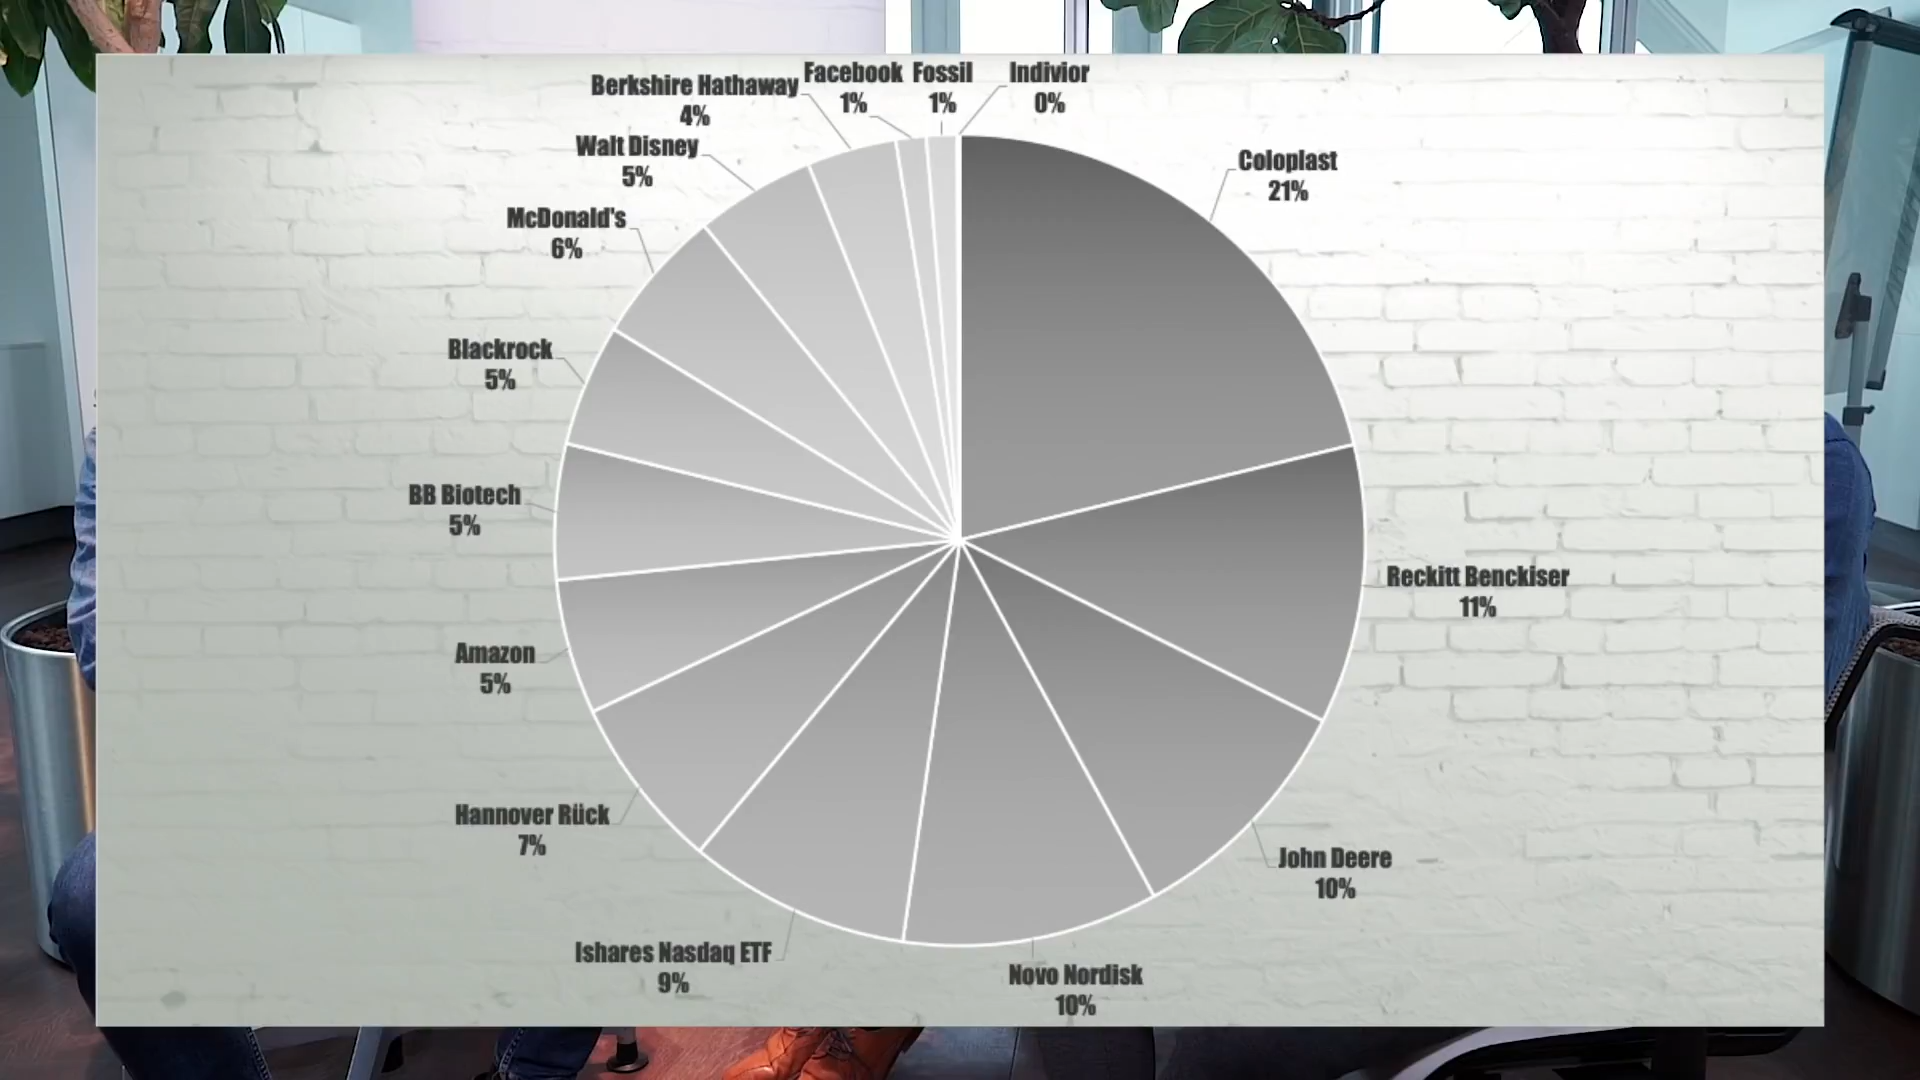 Berkshire Hathaway
4%
Facebook
1%
Fossil
1%
Indivior
0%
Walt Disney
5%
Coloplast
21%
McDonald's
6%
Blackrock
5%
BB Biotech
5%
Reckitt Benckiser
11%
Amazon
5%
Hannover Rück
7%
John Deere
10%
Ishares Nasdaq ETF
9%
Novo Nordisk
10%